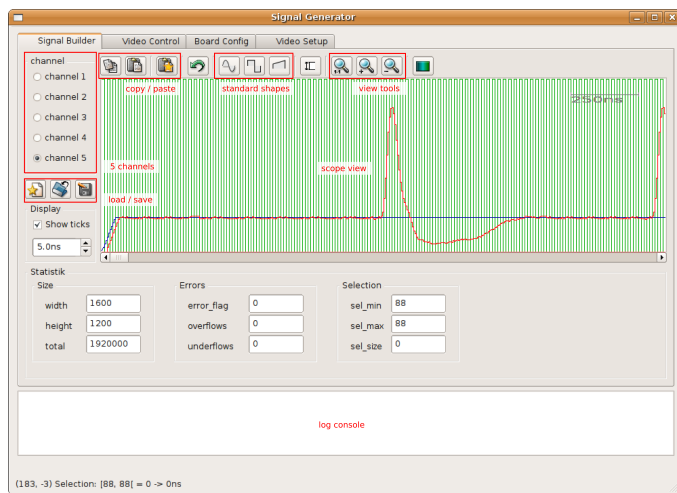 Signal Generator
Signal Builder
Video Control
Board Config
Video Setup
channel
channel 1
channel 2
channel 3
channel 4
channel 5
copy / paste
standard shapes
view tools
250ns
5 channels
scope view
load / save
Display
Show ticks
5.0ns
Statistik
Size
width 1600
height 1200
total 1920000
Errors
error_flag 0
overflows 0
underflows 0
Selection
sel_min 88
sel_max 88
sel_size 0
log console
(183, -3) Selection: [88, 88[ = 0 -> 0ns